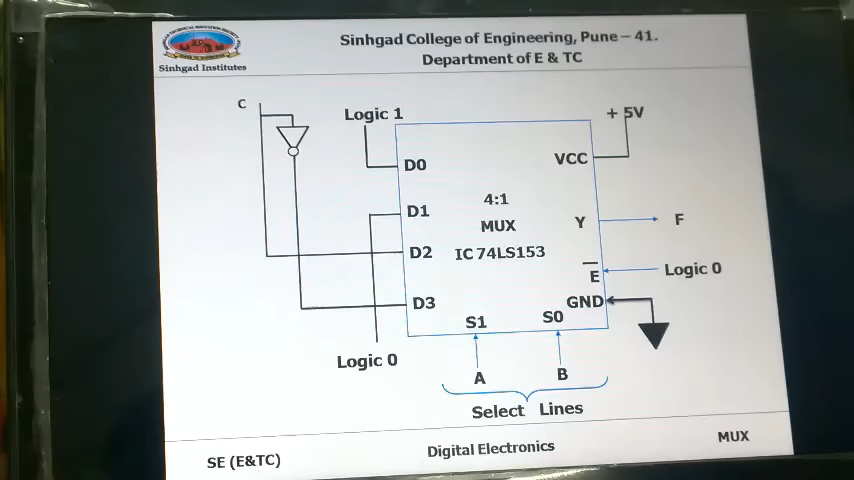 Sinhgad College of Engineering, Pune – 41.
Department of E & TC
Sinhgad Institutes
C
Logic 1
+ 5V
D0
VCC
D1
4:1
MUX
Y
F
D2
IC 74LS153
E
Logic 0
D3
GND
S1
S0
Logic 0
A
B
Select Lines
SE (E&TC)
Digital Electronics
MUX